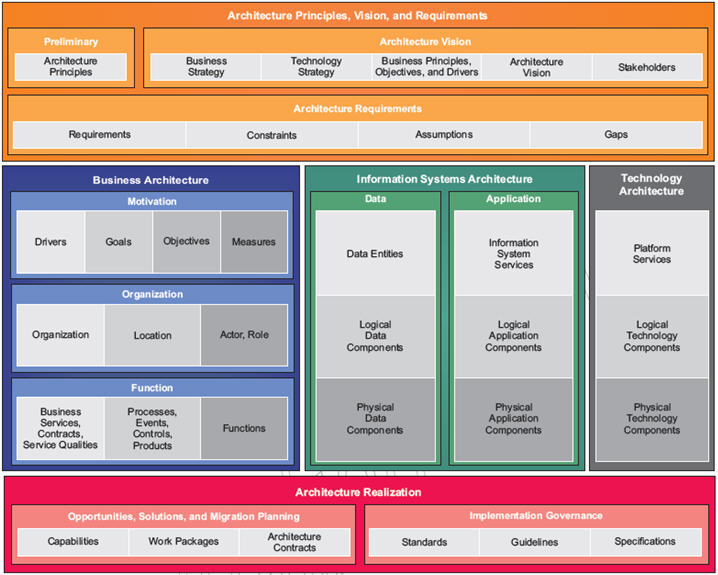 Architecture Principles, Vision, and Requirements
Preliminary
Architecture
Principles
Architecture Vision
Business
Strategy
Technology
Strategy
Business Principles,
Objectives, and Drivers
Architecture
Vision
Stakeholders
Architecture Requirements
Requirements
Constraints
Assumptions
Gaps
Business Architecture
Motivation
Drivers
Goals
Objectives
Measures
Organization
Organization
Location
Actor, Role
Function
Business
Services,
Contracts,
Service Qualities
Processes,
Events,
Controls,
Products
Functions
Information Systems Architecture
Data
Data Entities
Logical
Data
Components
Physical
Data
Components
Application
Information
System
Services
Logical
Application
Components
Physical
Application
Components
Technology
Architecture
Platform
Services
Logical
Technology
Components
Physical
Technology
Components
Architecture Realization
Opportunities, Solutions, and Migration Planning
Capabilities
Work Packages
Architecture
Contracts
Implementation Governance
Standards
Guidelines
Specifications